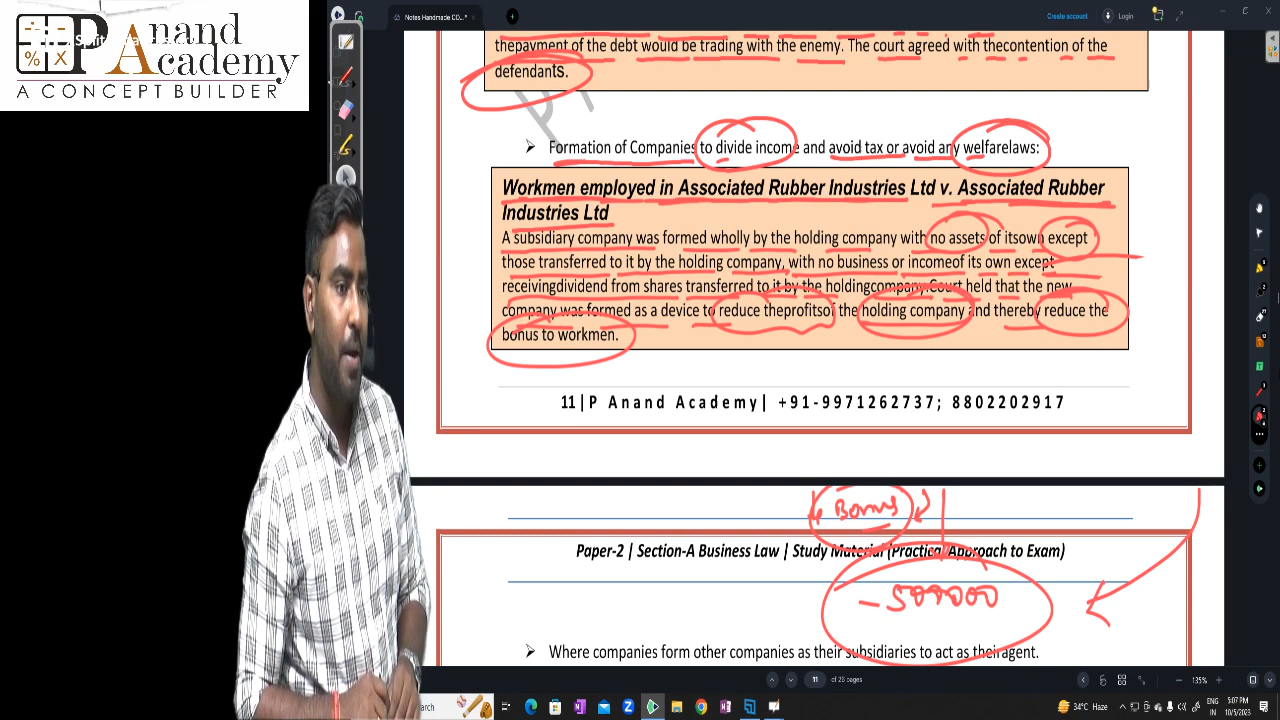 P Anand
Academy
A CONCEPT BUILDER
Notes Handmade CO...*
Create account
Login
thepayment of the debt would be trading with the enemy. The court agreed with thecontention of the
defendants.
➢ Formation of Companies to divide income and avoid tax or avoid any welfarelaws:
Workmen employed in Associated Rubber Industries Ltd v. Associated Rubber
Industries Ltd
A subsidiary company was formed wholly by the holding company with no assets of itsown except
those transferred to it by the holding company, with no business or incomeof its own except
receivingdividend from shares transferred to it by the holdingcompany.Court held that the new
company was formed as a device to reduce theprofitsof the holding company and thereby reduce the
bonus to workmen.
11|P Anand Academy| +91-9971262737; 8802202917
Bonus
Paper-2 | Section-A Business Law | Study Material (Practical Approach to Exam)
-500000
➢ Where companies form other companies as their subsidiaries to act as theiragent.
11 of 26 pages
135%
arch
34°C Haze
ENG
IN
5:07 PM
10/5/2023